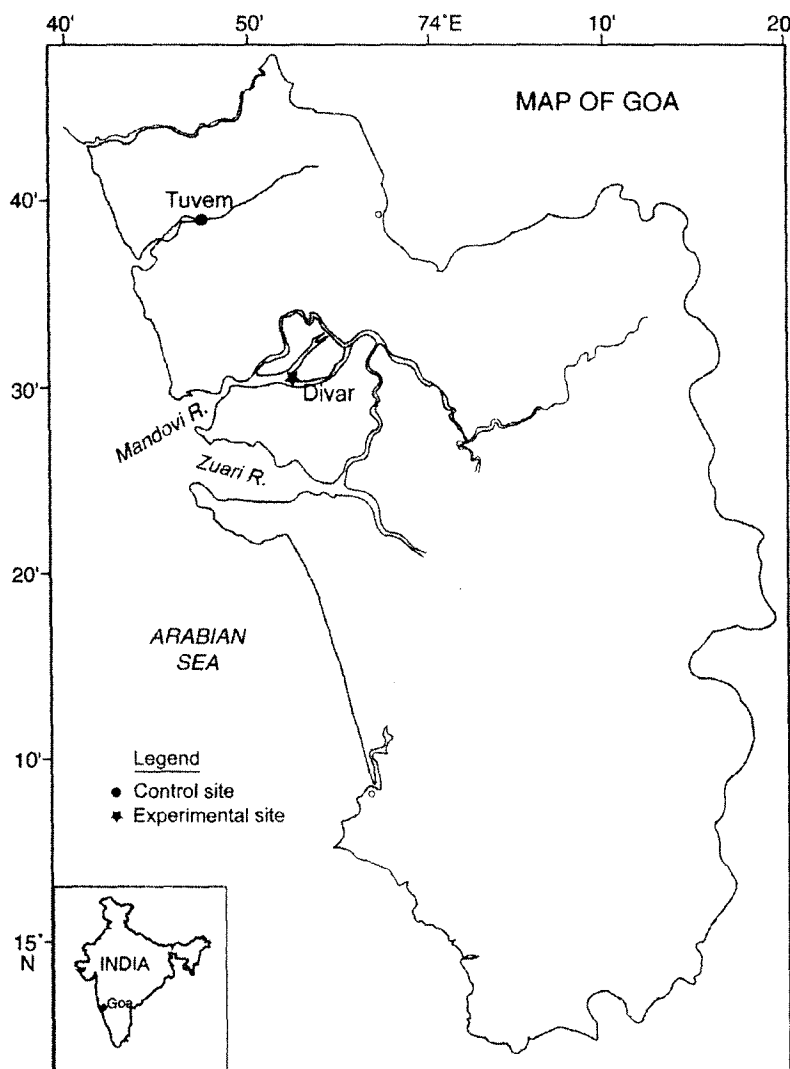 40'
50'
74°E
10'
20
MAP OF GOA
40'
Tuvem
30'
Divar
Mandovi R.
Zuari R.
20'
ARABIAN
SEA
10'
Legend
Control site
Experimental site
15'
N
INDIA
Goa